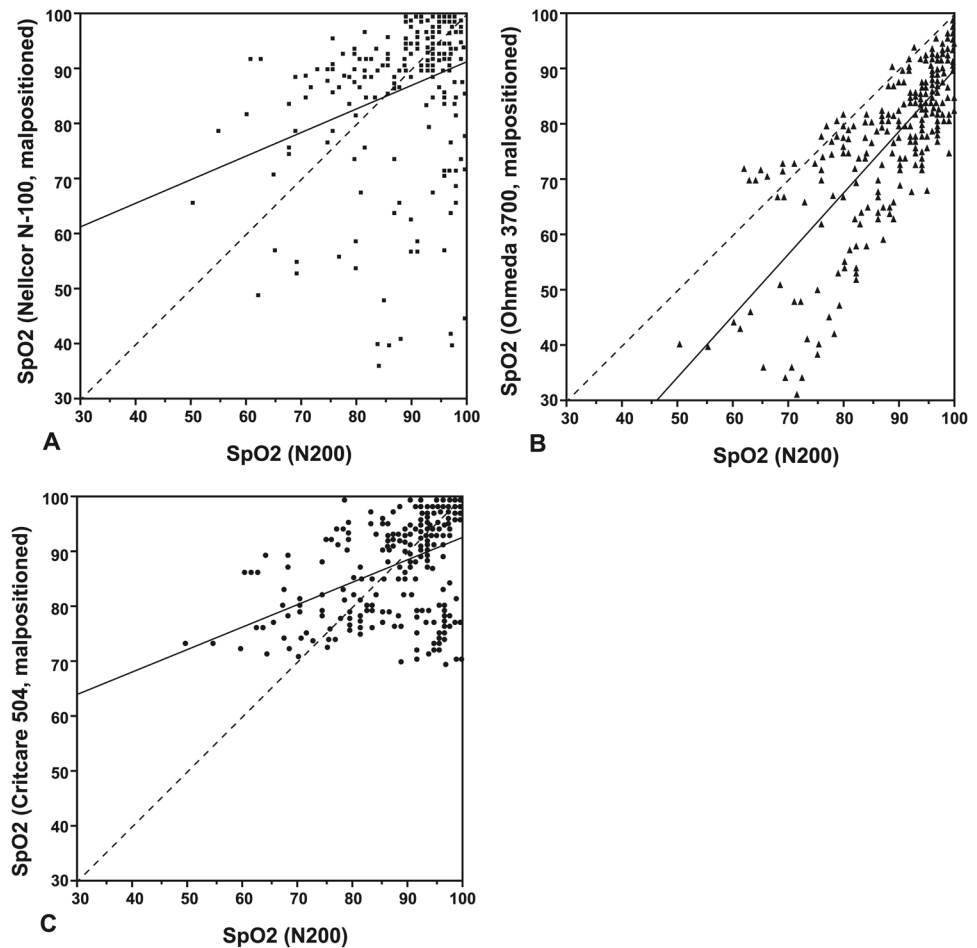 SpO2 (Nellcor N-100, malpositioned)
100
90
80
70
60
50
40
30
30 40 50 60 70 80 90 100
A
SpO2 (N200)
SpO2 (Ohmeda 3700, malpositioned)
100
90
80
70
60
50
40
30
30 40 50 60 70 80 90 100
B
SpO2 (N200)
SpO2 (Critcare 504, malpositioned)
100
90
80
70
60
50
40
30
30 40 50 60 70 80 90 100
C
SpO2 (N200)